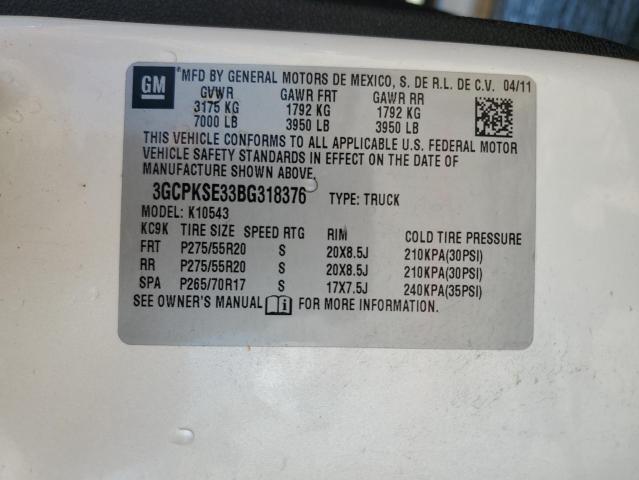 GM
*MFD BY GENERAL MOTORS DE MEXICO, S. DE R.L. DE C.V. 04/11
GVWR GAWR FRT GAWR RR
3175 KG 1792 KG 1792 KG
7000 LB 3950 LB 3950 LB
THIS VEHICLE CONFORMS TO ALL APPLICABLE U.S. FEDERAL MOTOR
VEHICLE SAFETY STANDARDS IN EFFECT ON THE DATE OF
MANUFACTURE SHOWN ABOVE.
3GCPKSE33BG318376 TYPE: TRUCK
MODEL: K10543
KC9K TIRE SIZE SPEED RTG RIM COLD TIRE PRESSURE
FRT P275/55R20 S 20X8.5J 210KPA(30PSI)
RR P275/55R20 S 20X8.5J 210KPA(30PSI)
SPA P265/70R17 S 17X7.5J 240KPA(35PSI)
SEE OWNER'S MANUAL i FOR MORE INFORMATION.